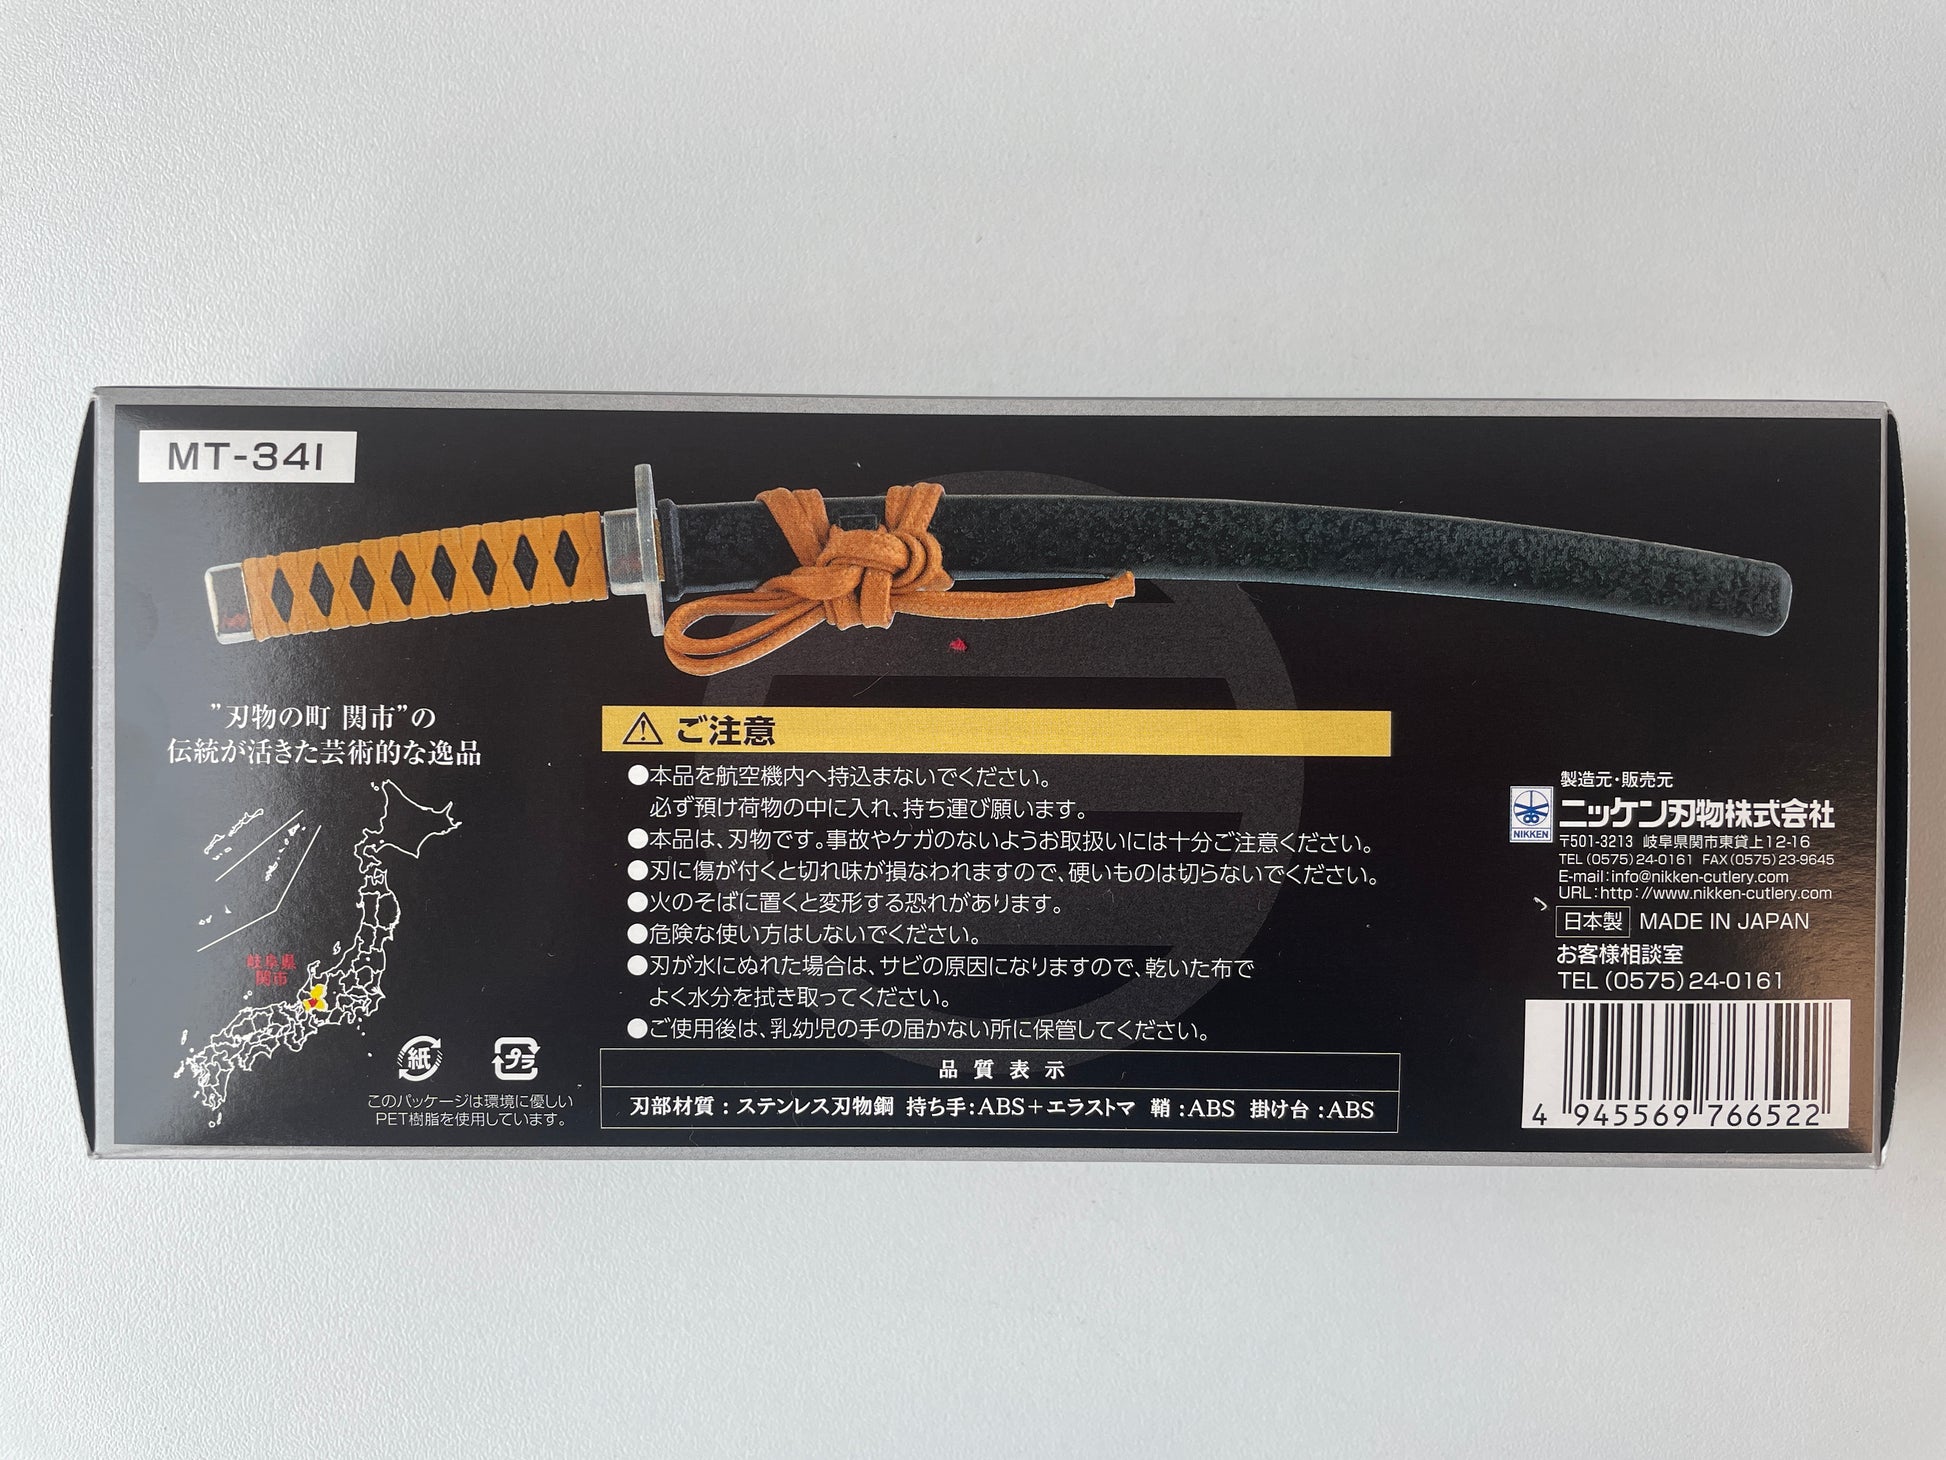 MT-34I
”刃物の町 関市”の
伝統が活きた芸術的な逸品
岐阜県
関市
紙
プラ
このパッケージは環境に優しい
PET樹脂を使用しています。
⚠ ご注意
●本品を航空機内へ持込まないでください。
必ず預け荷物の中に入れ、持ち運び願います。
●本品は、刃物です。事故やケガのないようお取扱いには十分ご注意ください。
●刃に傷が付くと切れ味が損なわれますので、硬いものは切らないでください。
●火のそばに置くと変形する恐れがあります。
●危険な使い方はしないでください。
●刃が水にぬれた場合は、サビの原因になりますので、乾いた布で
よく水分を拭き取ってください。
●ご使用後は、乳幼児の手の届かない所に保管してください。
品質表示
刃部材質：ステンレス刃物鋼 持ち手：ABS＋エラストマ 鞘：ABS 掛け台：ABS
製造元・販売元
NIKKEN
ニッケン刃物株式会社
〒501-3213 岐阜県関市東貸上12-16
TEL(0575)24-0161 FAX(0575)23-9645
E-mail:info@nikken-cutlery.com
URL:http://www.nikken-cutlery.com
日本製 MADE IN JAPAN
お客様相談室
TEL(0575)24-0161
4 945569 766522